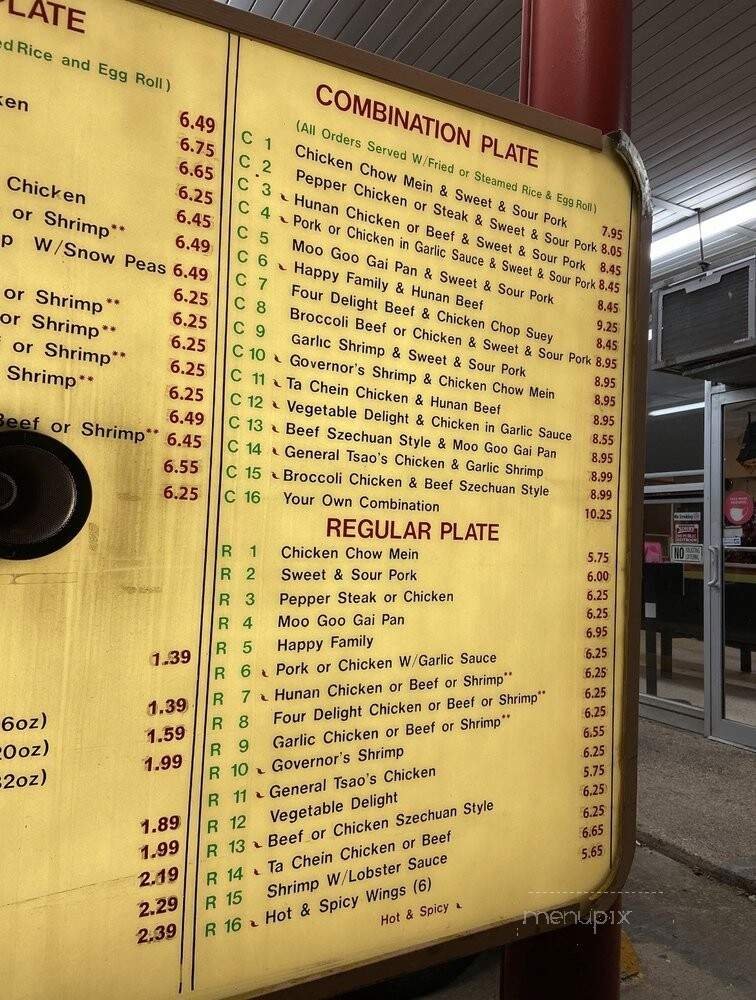 PLATE
ed Rice and Egg Roll)
ken
6.49
6.75
6.65
Chicken 6.25
or Shrimp** 6.45
p W/Snow Peas 6.49
6.49
or Shrimp** 6.25
or Shrimp** 6.25
or Shrimp** 6.25
Shrimp** 6.25
6.25
Beef or Shrimp** 6.49
6.45
6.55
6.25
1.39
6oz) 1.39
20oz) 1.59
32oz) 1.99
1.89
1.99
2.19
2.29
2.39
COMBINATION PLATE
(All Orders Served W/Fried or Steamed Rice & Egg Roll)
C 1 Chicken Chow Mein & Sweet & Sour Pork 7.95
C 2 Pepper Chicken or Steak & Sweet & Sour Pork 8.05
C 3 Hunan Chicken or Beef & Sweet & Sour Pork 8.45
C 4 Pork or Chicken in Garlic Sauce & Sweet & Sour Pork 8.45
C 5 Moo Goo Gai Pan & Sweet & Sour Pork 8.45
C 6 Happy Family & Hunan Beef 9.25
C 7 Four Delight Beef & Chicken Chop Suey 8.45
C 8 Broccoli Beef or Chicken & Sweet & Sour Pork 8.95
C 9 Garlic Shrimp & Sweet & Sour Pork 8.95
C 10 Governor's Shrimp & Chicken Chow Mein 8.95
C 11 Ta Chein Chicken & Hunan Beef 8.95
C 12 Vegetable Delight & Chicken in Garlic Sauce 8.55
C 13 Beef Szechuan Style & Moo Goo Gai Pan 8.95
C 14 General Tsao's Chicken & Garlic Shrimp 8.99
C 15 Broccoli Chicken & Beef Szechuan Style 8.99
C 16 Your Own Combination 10.25
REGULAR PLATE
R 1 Chicken Chow Mein 5.75
R 2 Sweet & Sour Pork 6.00
R 3 Pepper Steak or Chicken 6.25
R 4 Moo Goo Gai Pan 6.25
R 5 Happy Family 6.95
R 6 Pork or Chicken W/Garlic Sauce 6.25
R 7 Hunan Chicken or Beef or Shrimp** 6.25
R 8 Four Delight Chicken or Beef or Shrimp** 6.25
R 9 Garlic Chicken or Beef or Shrimp** 6.25
R 10 Governor's Shrimp 6.55
R 11 General Tsao's Chicken 6.25
R 12 Vegetable Delight 5.75
R 13 Beef or Chicken Szechuan Style 6.25
R 14 Ta Chein Chicken or Beef 6.25
R 15 Shrimp W/Lobster Sauce 6.65
R 16 Hot & Spicy Wings (6) 5.65
Hot & Spicy
NO
menupix